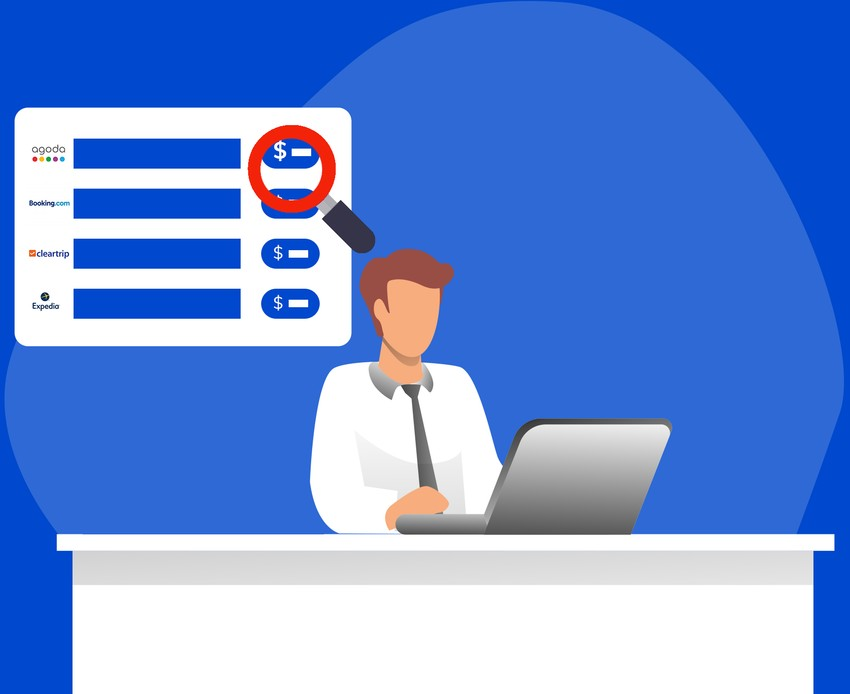 agoda
$
Booking.com
cleartrip
$
Expedia
$